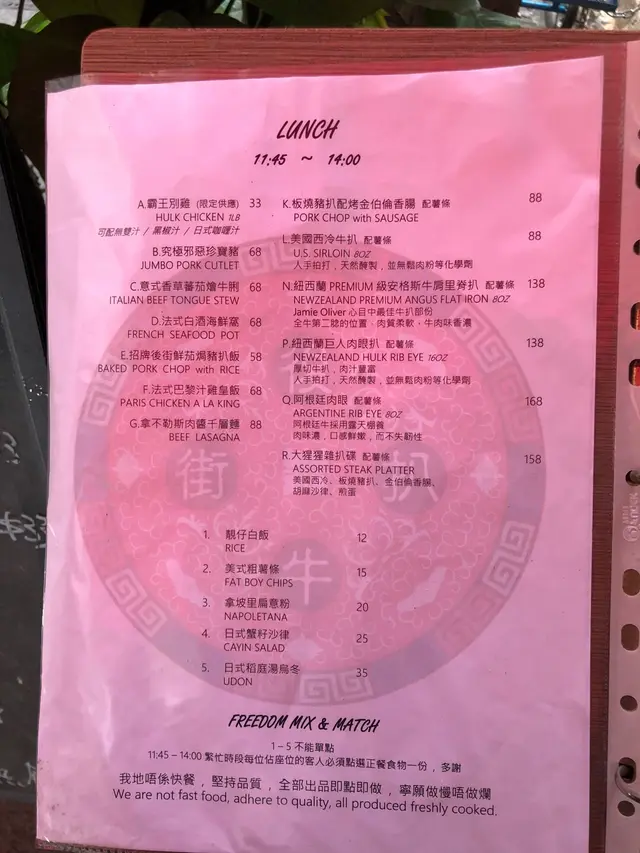 LUNCH
11:45 ~ 14:00
A.霸王別雞 (限定供應) 33
HULK CHICKEN 1LB
可配無雙汁 / 黑椒汁 / 日式咖喱汁
B.究極邪惡珍寶豬 68
JUMBO PORK CUTLET
C.意式香草蕃茄燴牛脷 68
ITALIAN BEEF TONGUE STEW
D.法式白酒海鮮窩 68
FRENCH SEAFOOD POT
E.招牌後街鮮茄焗豬扒飯 58
BAKED PORK CHOP with RICE
F.法式巴黎汁雞皇飯 68
PARIS CHICKEN A LA KING
G.拿不勒斯肉醬千層麵 88
BEEF LASAGNA
K.板燒豬扒配烤金伯倫香腸 配薯條 88
PORK CHOP with SAUSAGE
L.美國西冷牛扒 配薯條 88
U.S. SIRLOIN 8OZ
人手拍打，天然醃製，並無鬆肉粉等化學劑
N.紐西蘭 PREMIUM 級安格斯牛肩里脊扒 配薯條 138
NEWZEALAND PREMIUM ANGUS FLAT IRON 8OZ
Jamie Oliver 心目中最佳牛扒部份
全牛第二腍的位置，肉質柔軟，牛肉味香濃
P.紐西蘭巨人肉眼扒 配薯條 138
NEWZEALAND HULK RIB EYE 16OZ
厚切牛扒，肉汁豐富
人手拍打，天然醃製，並無鬆肉粉等化學劑
Q.阿根廷肉眼 配薯條 168
ARGENTINE RIB EYE 8OZ
阿根廷牛採用露天棚養
肉味濃，口感鮮嫩，而不失韌性
R.大猩猩雜扒碟 配薯條 158
ASSORTED STEAK PLATTER
美國西冷、板燒豬扒、金伯倫香腸、
胡麻沙律、煎蛋
街 扒
牛
1. 靚仔白飯 12
RICE
2. 美式粗薯條 15
FAT BOY CHIPS
3. 拿坡里扁意粉 20
NAPOLETANA
4. 日式蟹籽沙律 25
CAYIN SALAD
5. 日式稻庭湯烏冬 35
UDON
FREEDOM MIX & MATCH
1 – 5 不能單點
11:45 – 14:00 繁忙時段每位佔座位的客人必須點選正餐食物一份，多謝
我地唔係快餐，堅持品質，全部出品即點即做，寧願做慢唔做爛
We are not fast food, adhere to quality, all produced freshly cooked.